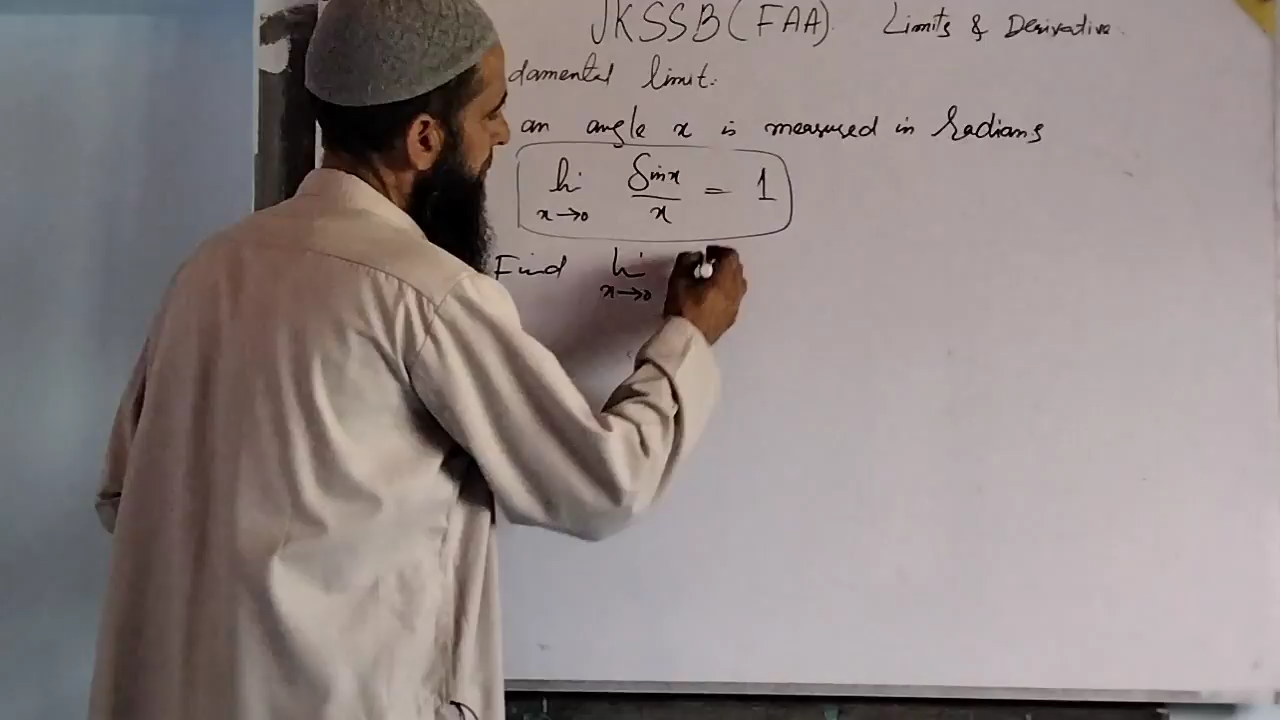 JKSSB (FAA). Limits & Derivative.
damental limit.
an angle x is measured in Radians
lim x→0 Sinx/x = 1
Find lim x→0